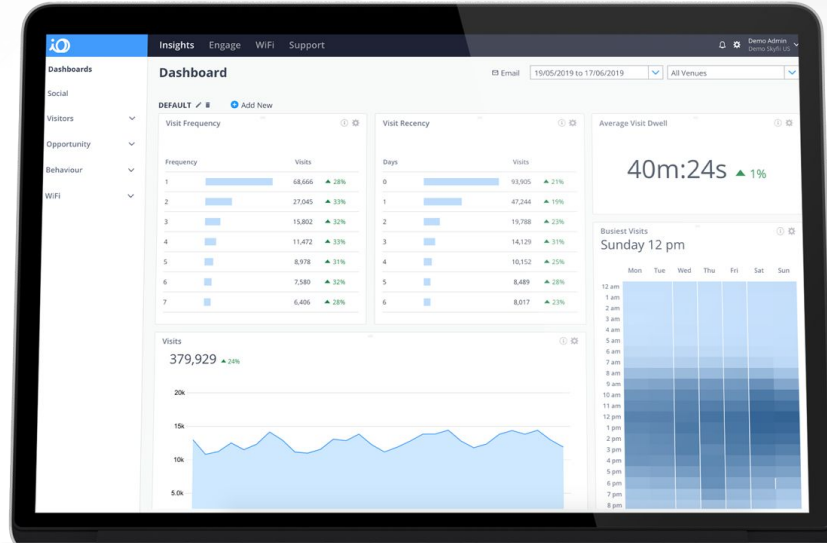 iO Insights Engage WiFi Support Demo Admin
Demo Skyfii US
Dashboards
Social
Visitors
Opportunity
Behaviour
WiFi
Dashboard Email 19/05/2019 to 17/06/2019 All Venues
DEFAULT Add New
Visit Frequency
Frequency Visits
1 68,666 28%
2 27,045 33%
3 15,802 32%
4 11,472 33%
5 8,978 31%
6 7,580 32%
7 6,406 28%
Visit Recency
Days Visits
0 93,905 21%
1 47,244 19%
2 19,788 23%
3 14,129 31%
4 10,152 25%
5 8,489 28%
6 8,017 23%
Average Visit Dwell
40m:24s 1%
Visits
379,929 24%
20k
15k
10k
5.0k
Busiest Visits
Sunday 12 pm
Mon Tue Wed Thu Fri Sat Sun
12 am
1 am
2 am
3 am
4 am
5 am
6 am
7 am
8 am
9 am
10 am
11 am
12 pm
1 pm
2 pm
3 pm
4 pm
5 pm
6 pm
7 pm
8 pm